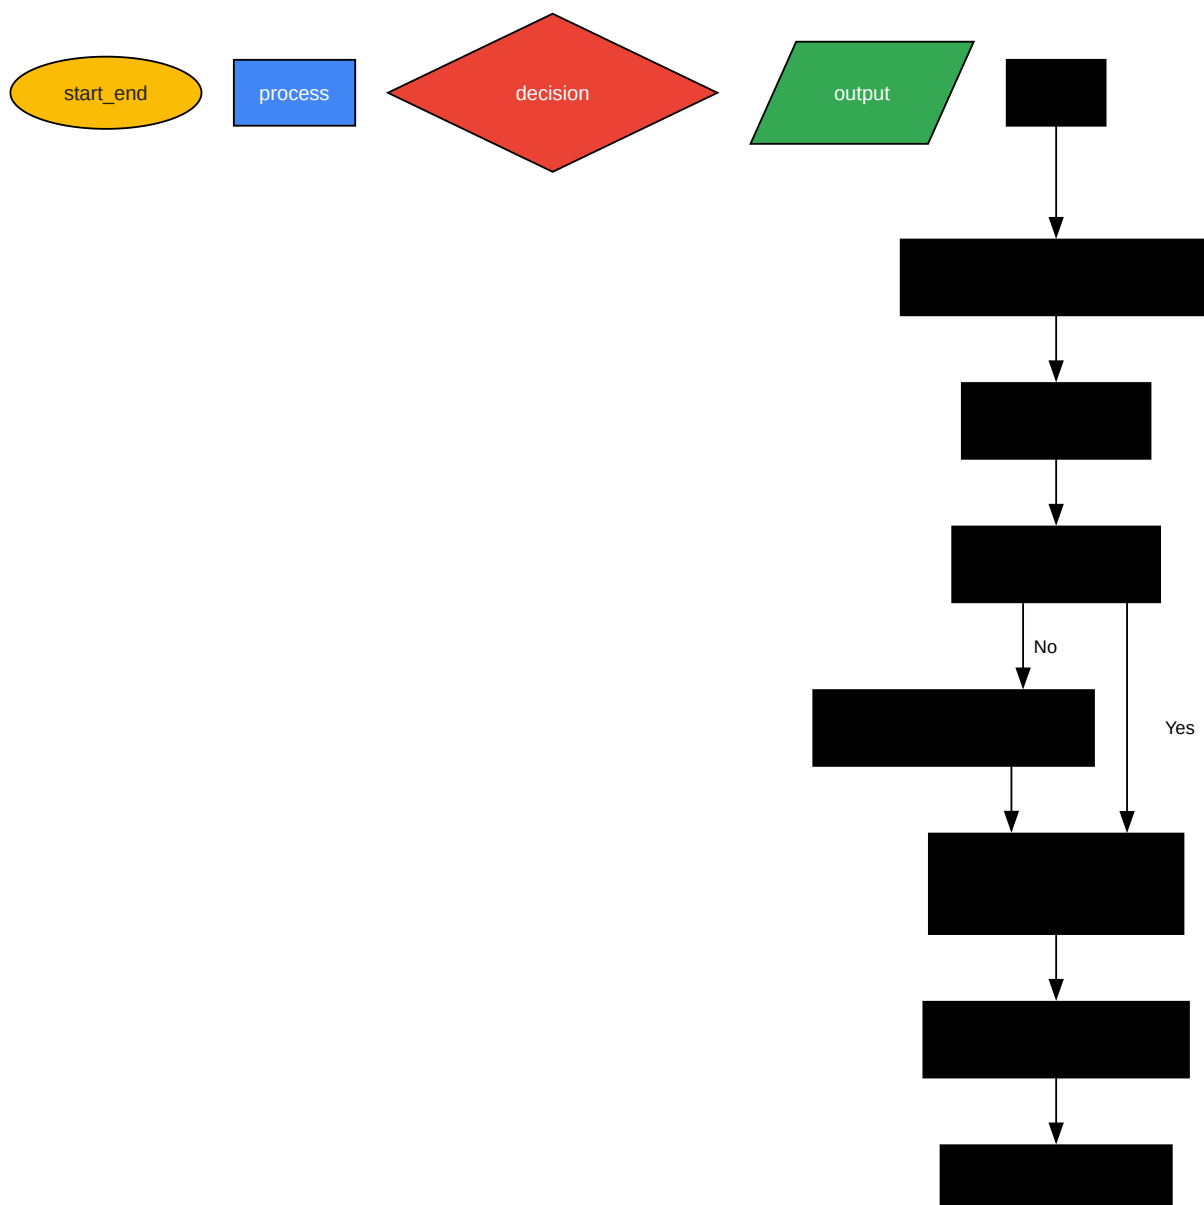 start_end
process
decision
output
No
Yes